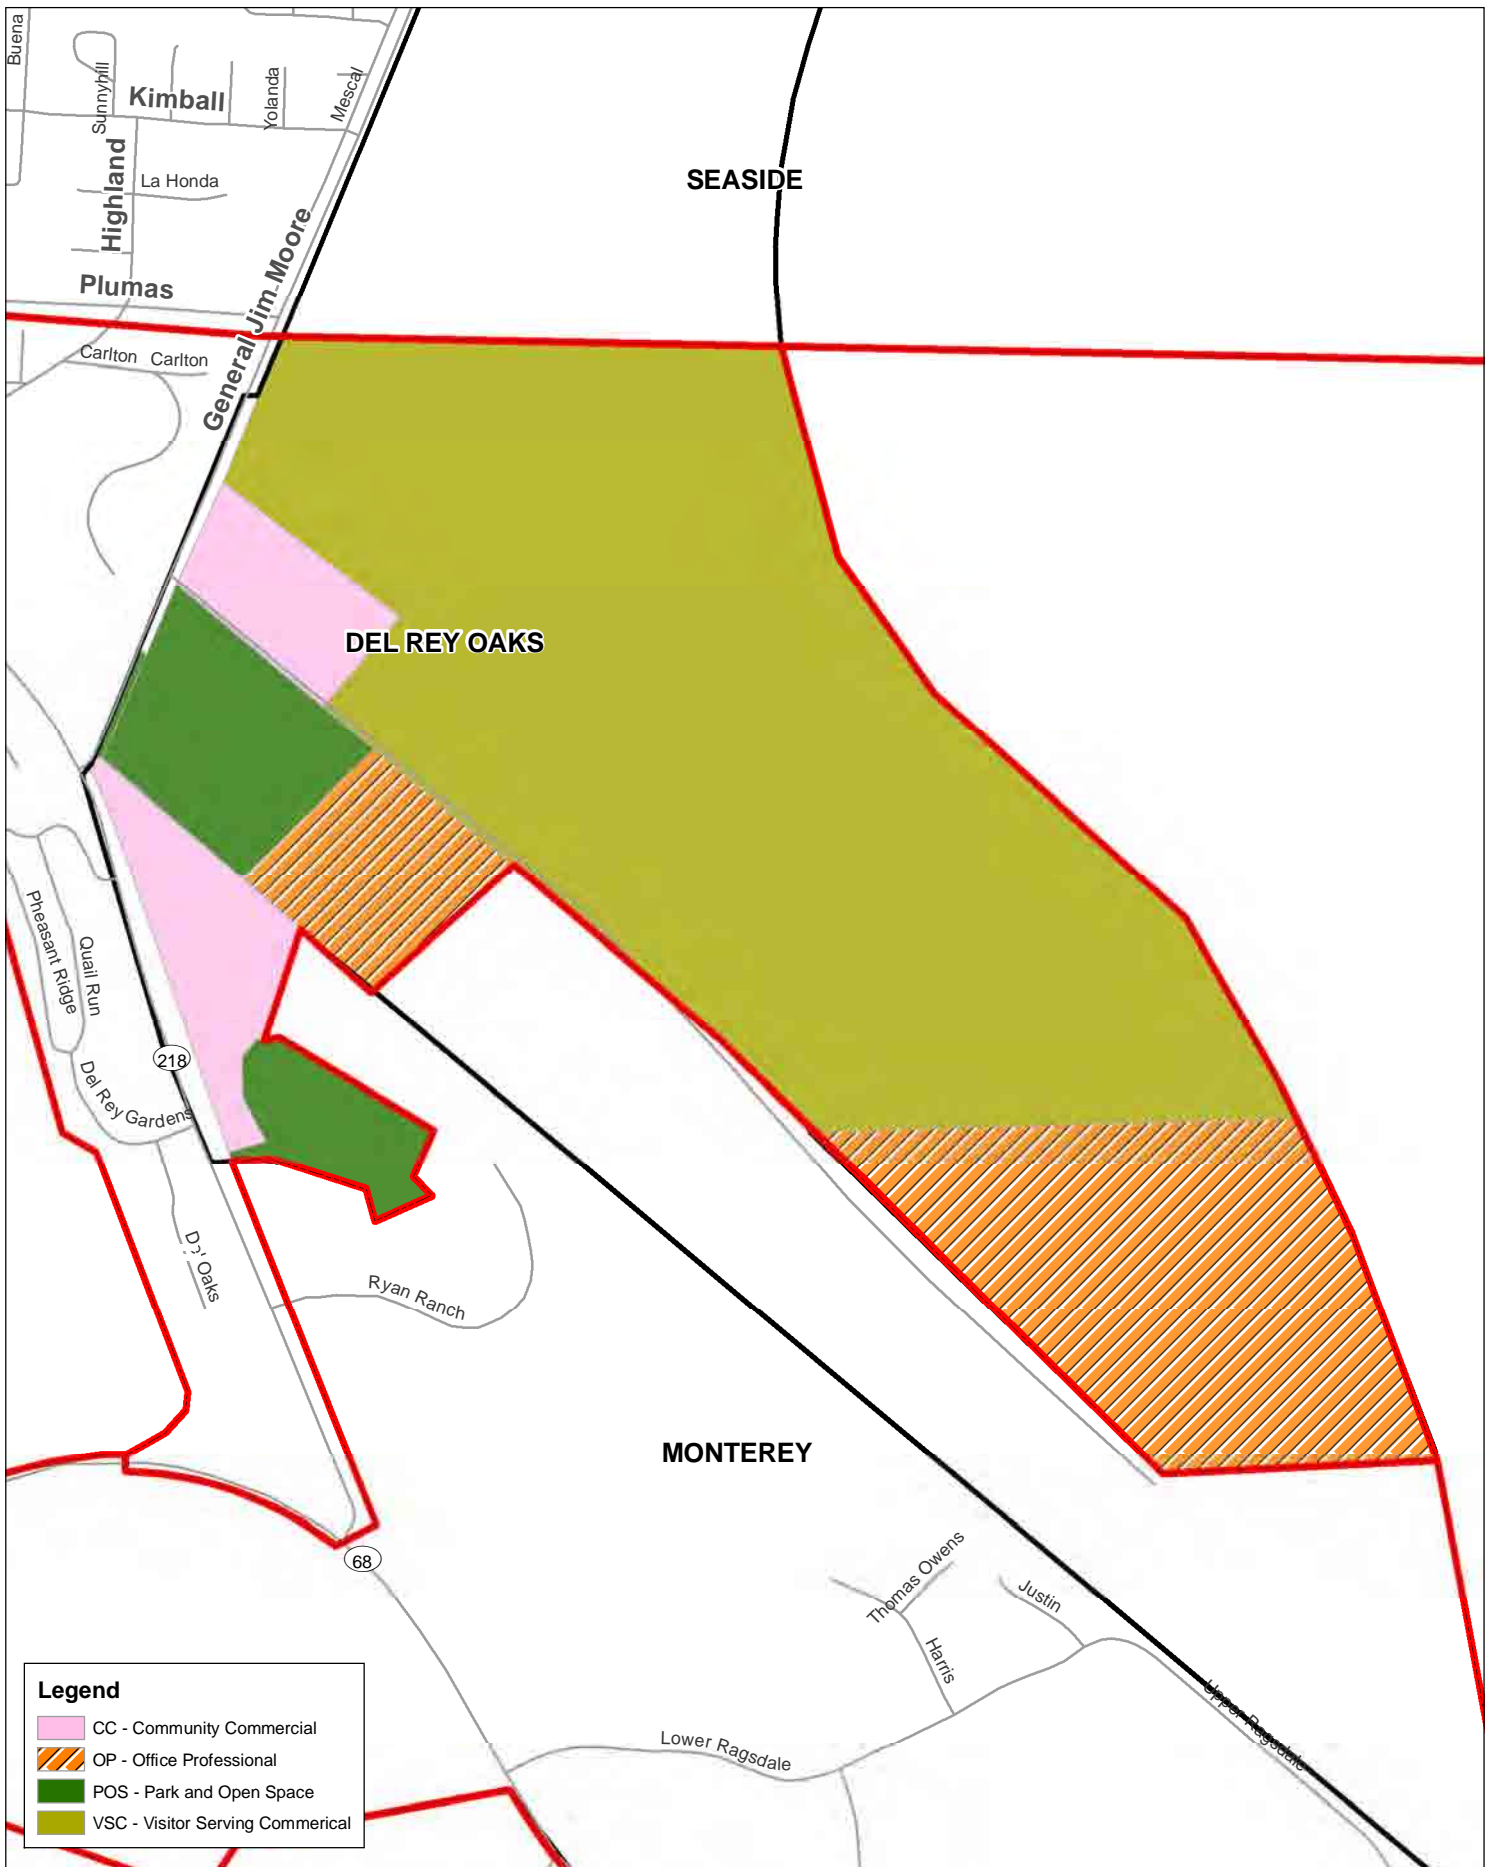 Buena
Sunnyhill
Kimball
Yolanda
Mescal
Highland
La Honda
SEASIDE
General Jim Moore
Plumas
Carlton Carlton
DEL REY OAKS
Pheasant Ridge
Quail Run
218
Del Rey Gardens
Oaks
Ryan Ranch
MONTEREY
68
Thomas Owens
Justin
Harris
Upper Ragsdale
Lower Ragsdale
Legend
CC - Community Commercial
OP - Office Professional
POS - Park and Open Space
VSC - Visitor Serving Commerical